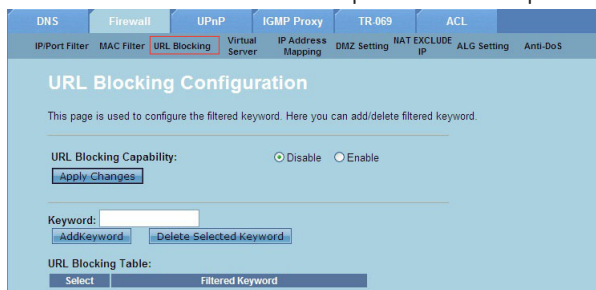 DNS Firewall UPnP IGMP Proxy TR-069 ACL
IP/Port Filter MAC Filter URL Blocking Virtual Server IP Address Mapping DMZ Setting NAT EXCLUDE IP ALG Setting Anti-DoS
URL Blocking Configuration
This page is used to configure the filtered keyword. Here you can add/delete filtered keyword.
URL Blocking Capability: Disable Enable
Apply Changes
Keyword:
AddKeyword Delete Selected Keyword
URL Blocking Table:
Select Filtered Keyword